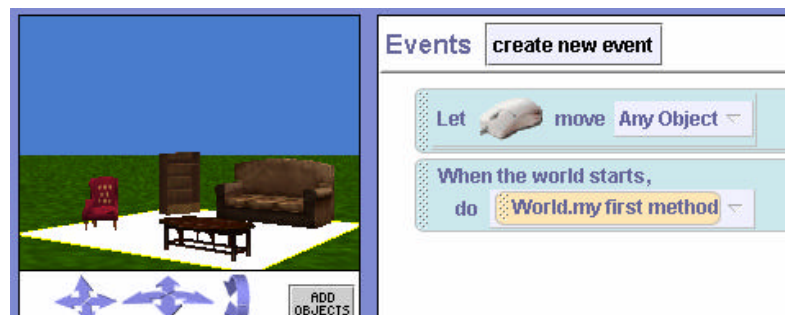 Events create new event
Let move Any Object
When the world starts,
do World.my first method
ADD
OBJECTS